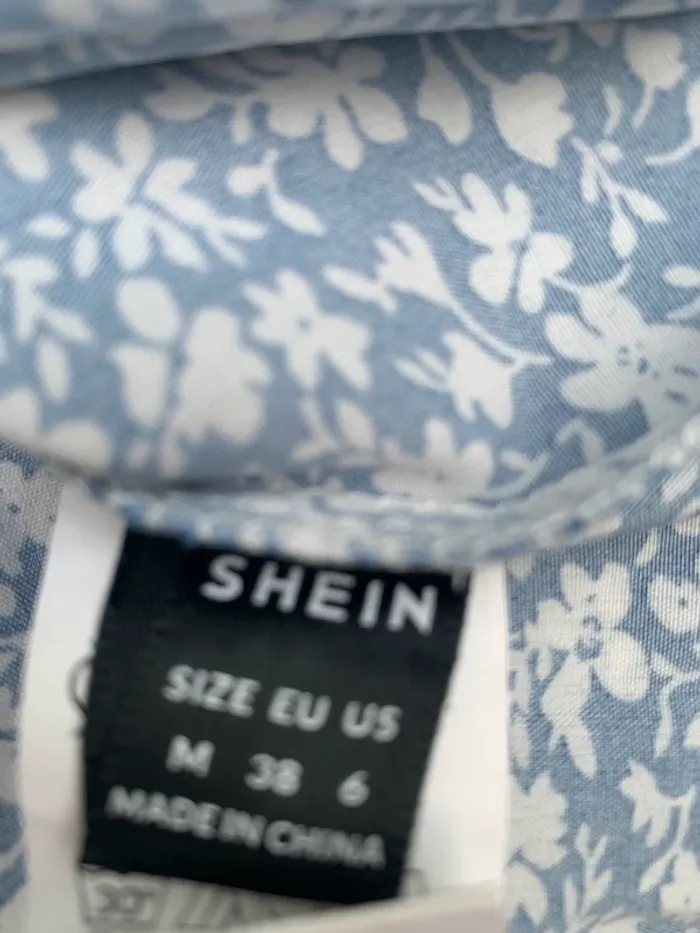 SHEIN
SIZE EU US
M 38 6
MADE IN CHINA